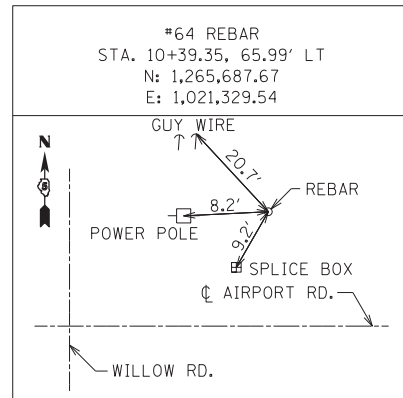 #64 REBAR
STA. 10+39.35, 65.99' LT
N: 1,265,687.67
E: 1,021,329.54
GUY WIRE
N
20.7'
REBAR
8.2'
POWER POLE
9.2'
SPLICE BOX
℄ AIRPORT RD.
WILLOW RD.